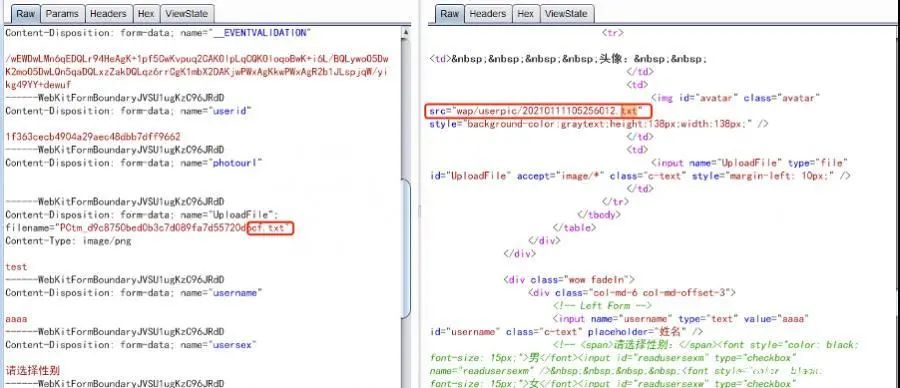 Raw Params Headers Hex ViewState
Content-Disposition: form-data; name="__EVENTVALIDATION"
/wEWDwLMn6qEDQLr94HeAgK+1pf5CwKvpuq2CAK0lpLqCQK0loqoBwK+i6L/BQLywo05Dw
K2mo05DwLQn5qaDQLxzZakDQLqz6rrCgK1mbX2DAKjwPWxAgKkwPWxAgR2b1JLspjqW/yi
kg49YY+dewuf
------WebKitFormBoundaryJVSU1ugKzC96JRdD
Content-Disposition: form-data; name="userid"
1f363cecb4904a29aec48dbb7dff9662
------WebKitFormBoundaryJVSU1ugKzC96JRdD
Content-Disposition: form-data; name="photourl"
------WebKitFormBoundaryJVSU1ugKzC96JRdD
Content-Disposition: form-data; name="UploadFile";
filename="PCtm_d9c8750bed0b3c7d089fa7d55720d6cf.txt"
Content-Type: image/png
test
------WebKitFormBoundaryJVSU1ugKzC96JRdD
Content-Disposition: form-data; name="username"
aaaa
------WebKitFormBoundaryJVSU1ugKzC96JRdD
Content-Disposition: form-data; name="usersex"
请选择性别
Raw Headers Hex ViewState
<tr>
<td>&nbsp;&nbsp;&nbsp;&nbsp;头像：&nbsp;&nbsp;
</td>
<td>
<img id="avatar" class="avatar"
src="wap/userpic/20210111105256012.txt"
style="background-color:graytext;height:138px;width:138px;" />
</td>
<td>
<input name="UploadFile" type="file"
id="UploadFile" accept="image/*" class="c-text" style="margin-left: 10px;" />
</td>
</tr>
</tbody>
</table>
</div>
</div>
<div class="wow fadeIn">
<div class="col-md-6 col-md-offset-3">
<!-- Left Form -->
<input name="username" type="text" value="aaaa"
id="username" class="c-text" placeholder="姓名" />
<!-- <span>请选择性别：</span><font style="color: black;
font-size: 15px;">男</font><input id="readusersexm" type="checkbox"
name="readusersexm" />&nbsp;&nbsp;&nbsp;&nbsp;<font style="color: black;
font-size: 15px;">女</font><input id="readusersexw" type="checkbox"